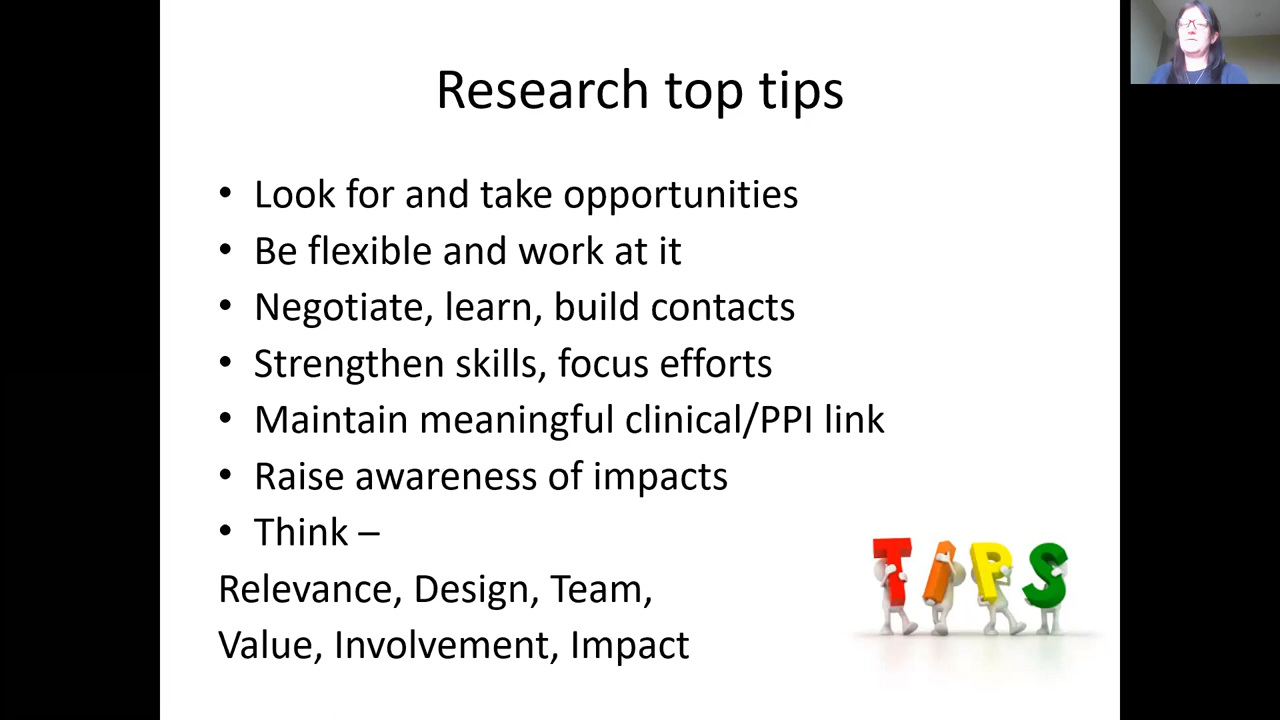 Research top tips
• Look for and take opportunities
• Be flexible and work at it
• Negotiate, learn, build contacts
• Strengthen skills, focus efforts
• Maintain meaningful clinical/PPI link
• Raise awareness of impacts
• Think –
Relevance, Design, Team,
Value, Involvement, Impact
TIPS